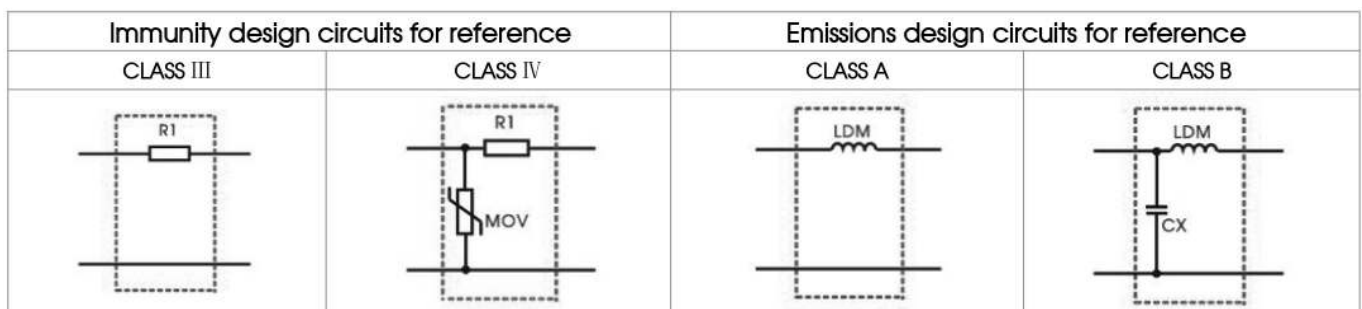 Immunity design circuits for reference
Emissions design circuits for reference
CLASS III
CLASS IV
CLASS A
CLASS B
R1
R1
MOV
LDM
LDM
CX